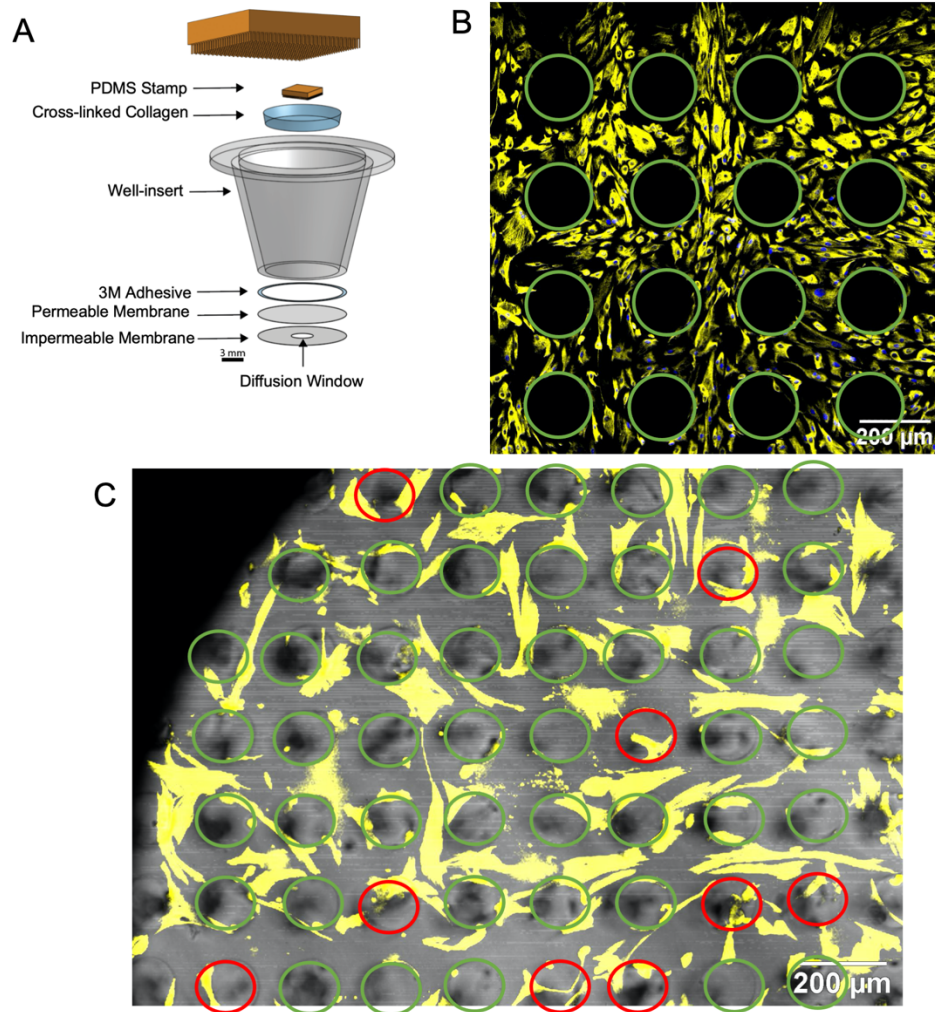 A
PDMS Stamp
Cross-linked Collagen
Well-insert
3M Adhesive
Permeable Membrane
Impermeable Membrane
3 mm
Diffusion Window
B
200 µm
C
200 µm